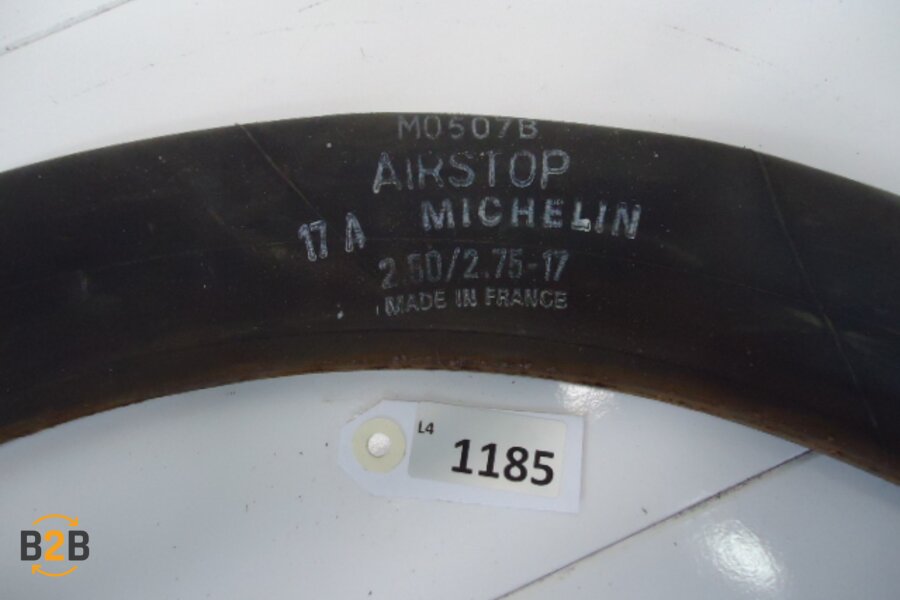 M0507B
AIRSTOP
17 A MICHELIN
2.50/2.75-17
MADE IN FRANCE
L4
1185
B2B